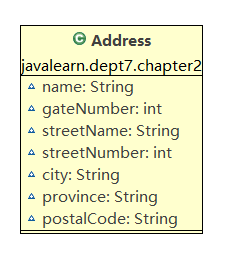 Address
javalearn.dept7.chapter2
name: String
gateNumber: int
streetName: String
streetNumber: int
city: String
province: String
postalCode: String